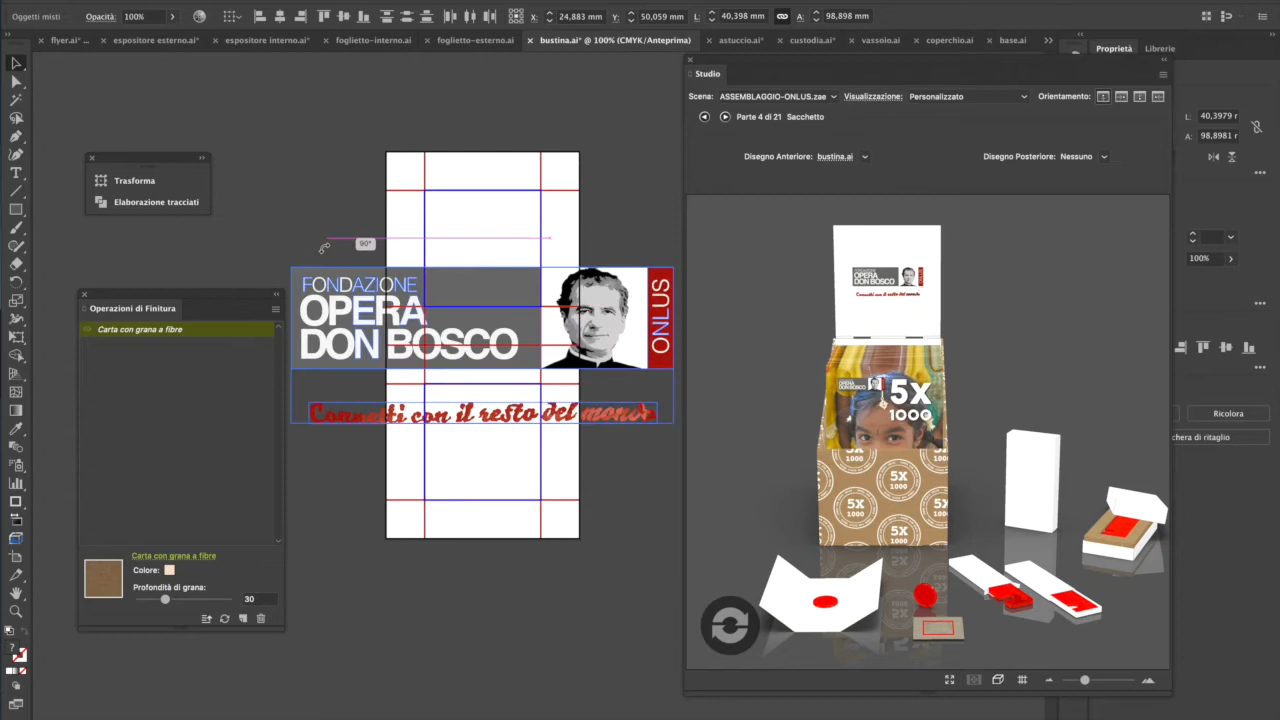 Oggetti misti Opacità: 100% X: 24,883 mm Y: 50,059 mm L: 40,398 mm A: 98,898 mm
flyer.ai* ... espositore esterno.ai* espositore interno.ai* foglietto-interno.ai foglietto-esterno.ai bustina.ai* @ 100% (CMYK/Anteprima) astuccio.ai* custodia.ai* vassoio.ai coperchio.ai base.ai Proprietà Librerie
Studio
Scena: ASSEMBLAGGIO-ONLUS.zae Visualizzazione: Personalizzato Orientamento:
Parte 4 di 21 Sacchetto
Disegno Anteriore: bustina.ai Disegno Posteriore: Nessuno
L: 40,3979 r
A: 98,8981 r
Trasforma
Elaborazione tracciati
90°
FONDAZIONE
OPERA
DON BOSCO
ONLUS
Connetti con il resto del mondo
Operazioni di Finitura
Carta con grana a fibre
Carta con grana a fibre
Colore:
Profondità di grana:
30
100%
Ricolora
chera di ritaglio
OPERA
DON BOSCO
Connetti con il resto del mondo
OPERA
DON BOSCO
5X
1000
5X
1000
5X
1000
5X
1000
5X
1000